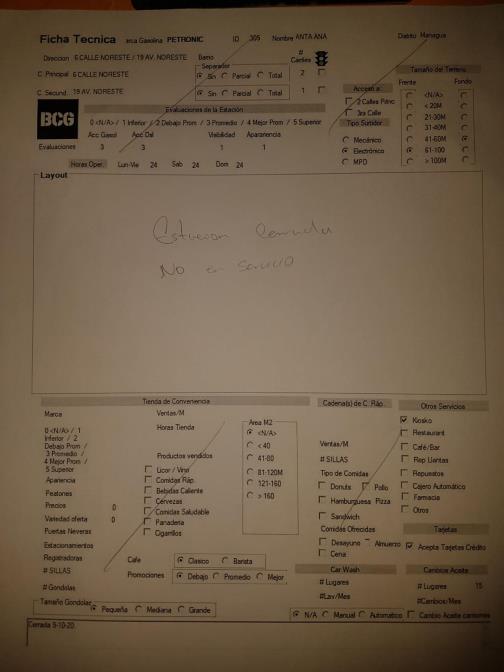 Ficha Tecnica arca Gasolina PETRONIC ID 305 Nombre ANTA ANA Distrito Managua
Direccion 6 CALLE NORESTE / 19 AV. NORESTE Barrio
Separador # Carriles
C. Principal 6 CALLE NORESTE Sin Parcial Total 2
C. Secund. 19 AV. NORESTE Sin Parcial Total 1
Acceso a:
2 Calles Princ
3ra Calle
Tipo Surtidor
Mecánico
Electrónico
MPD
Tamaño del Terreno
Frente Fondo
<N/A>
< 20M
21-30M
31-40M
41-60M
61-100
> 100M
BCG
Evaluaciones de la Estación
0 <N/A> / 1 Inferior / 2 Debajo Prom / 3 Promedio / 4 Mejor Prom / 5 Superior
Acc Gasol Acc Dsl Visibilidad Apariencia
Evaluaciones 3 3 1 1
Horas Oper. Lun-Vie 24 Sab 24 Dom 24
Layout
No en servicio
Tienda de Conveniencia
Marca
0 <N/A> / 1
Inferior / 2
Debajo Prom /
3 Promedio /
4 Mejor Prom /
5 Superior
Apariencia
Peatones
Precios 0
Variedad oferta 0
Puertas Neveras
Estacionamientos
Registradoras
# SILLAS
# Gondolas
Ventas/M
Horas Tienda
Productos vendidos
Licor / Vino
Comidas Ráp.
Bebidas Caliente
Cervezas
Comidas Saludable
Panaderia
Cigarrillos
Area M2
<N/A>
< 40
41-80
81-120M
121-160
> 160
Cafe Clasico Barista
Promociones Debajo Promedio Mejor
Tamaño Gondolas Pequeña Mediana Grande
Cadena(s) de C. Ráp.
Ventas/M
# SILLAS
Tipo de Comidas
Donuts Pollo
Hamburguesa Pizza
Sandwich
Comidas Ofrecidas
Desayuno Almuerzo
Cena
Otros Servicios
Kiosko
Restaurant
Café/Bar
Rep Llantas
Repuestos
Cajero Automático
Farmacia
Otros
Tarjetas
Acepta Tarjetas Crédito
Car Wash
# Lugares
#Lav/Mes
N/A Manual Automatico
Cambios Aceite
# Lugares 15
#Cambios/Mes
Cambio Aceite camiones
Cerrada 9-10-20